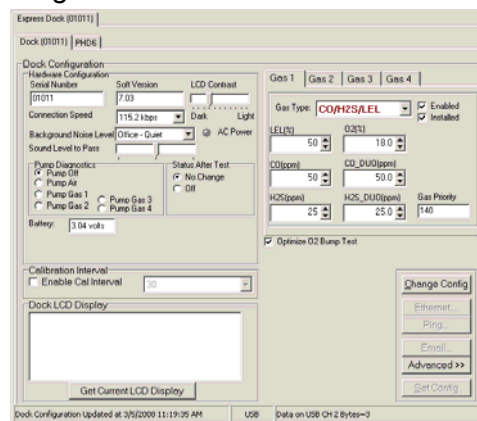 Express Dock (01011)
Dock (01011) PHD6
Dock Configuration
Hardware Configuration
Serial Number Soft Version LCD Contrast
01011 7.03
Connection Speed 115.2 kbps Dark Light
Background Noise Level Office - Quiet AC Power
Sound Level to Pass
Pump Diagnostics Status After Test
Pump Off No Change
Pump Air Off
Pump Gas 1 Pump Gas 3
Pump Gas 2 Pump Gas 4
Battery: 3.04 volts
Calibration Interval
Enable Cal Interval 30
Dock LCD Display
Get Current LCD Display
Gas 1 Gas 2 Gas 3 Gas 4
Gas Type: CO/H2S/LEL Enabled
Installed
LEL(%) O2(%)
50 18.0
CO(ppm) CO_DUO(ppm)
50 50.0
H2S(ppm) H2S_DUO(ppm) Gas Priority
25 25.0 140
Optimize O2 Bump Test
Change Config
Ethernet...
Ping...
Email...
Advanced >>
Set Config
Dock Configuration Updated at 3/5/2008 11:19:35 AM USB Data on USB CH 2 Bytes=3